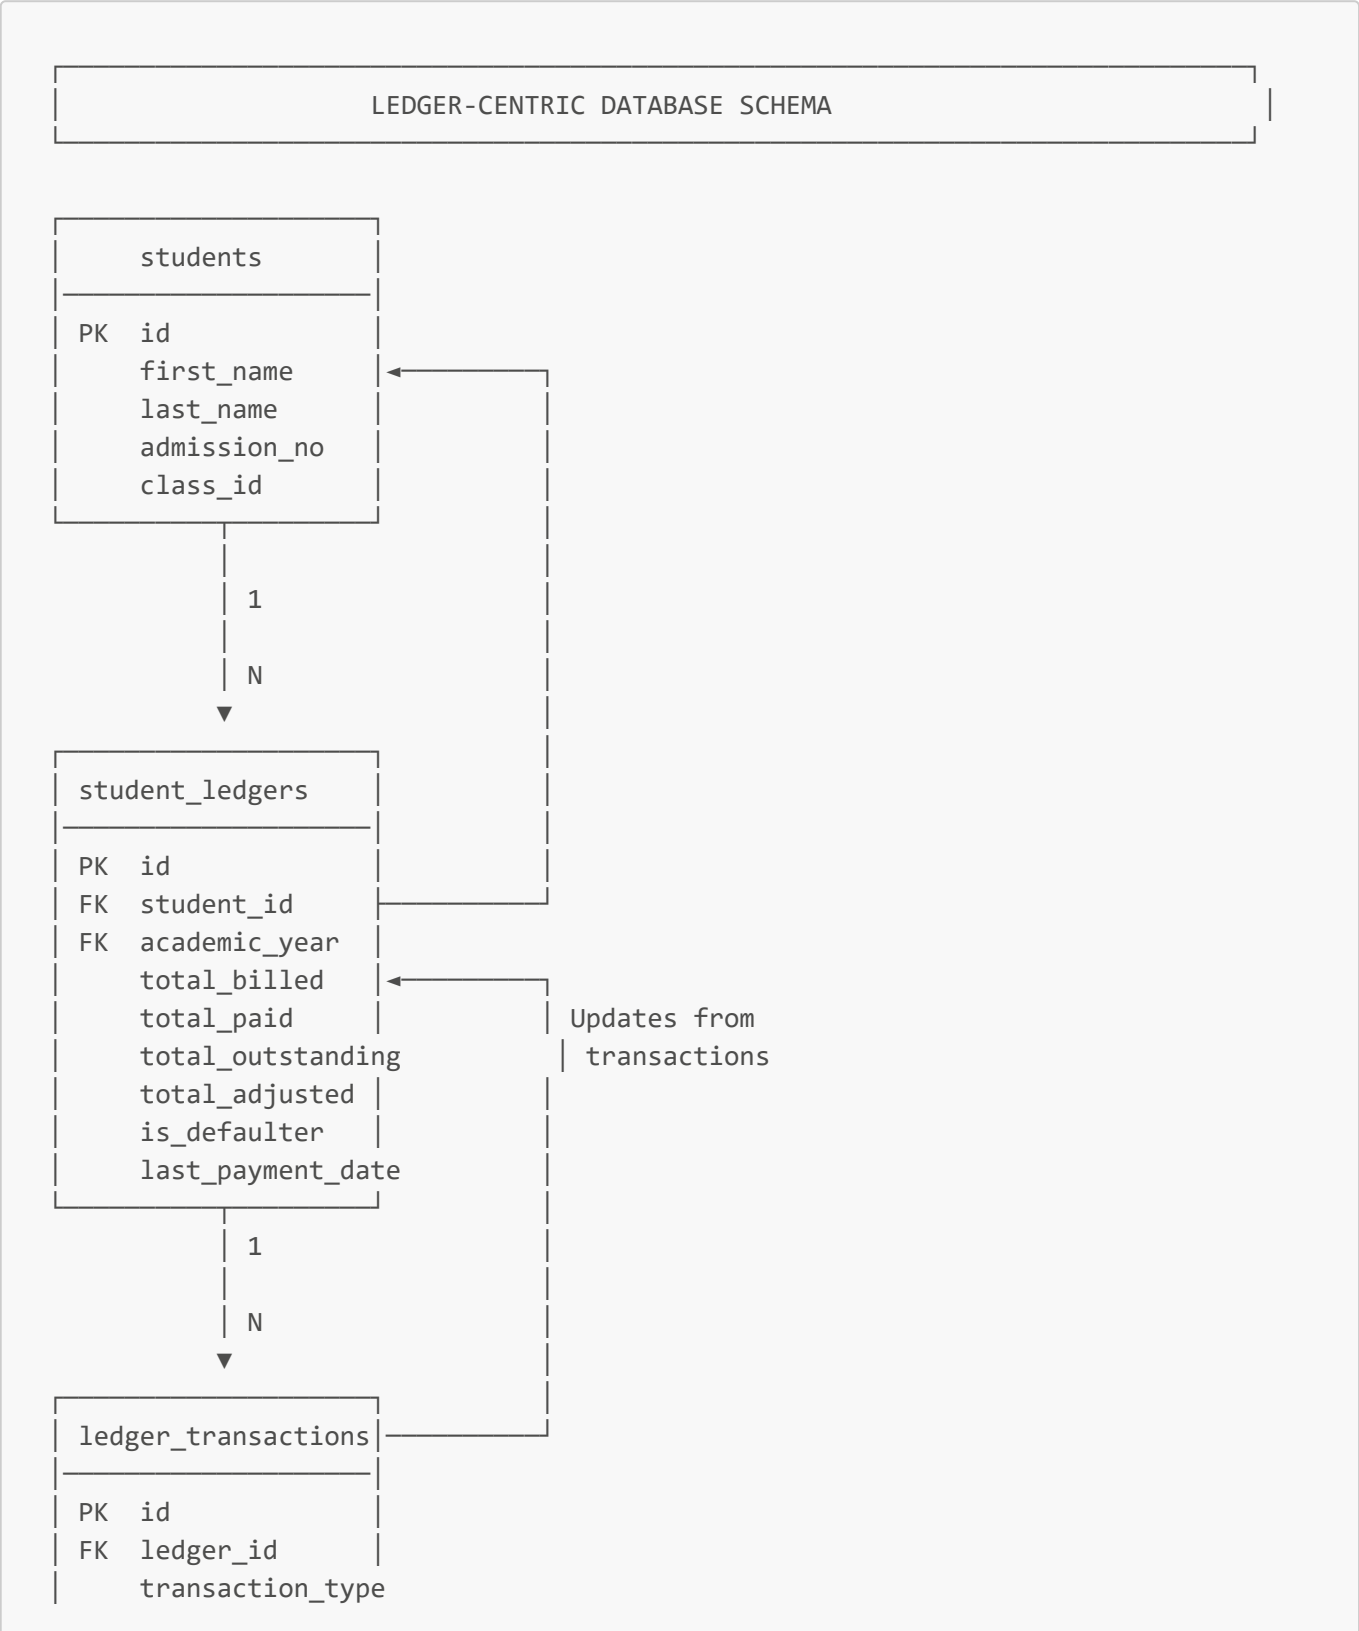 LEDGER-CENTRIC DATABASE SCHEMA
students
PK id
first_name
last_name
admission_no
class_id
1
N
student_ledgers
PK id
FK student_id
FK academic_year
total_billed
total_paid Updates from
total_outstanding transactions
total_adjusted
is_defaulter
last_payment_date
1
N
ledger_transactions
PK id
FK ledger_id
transaction_type